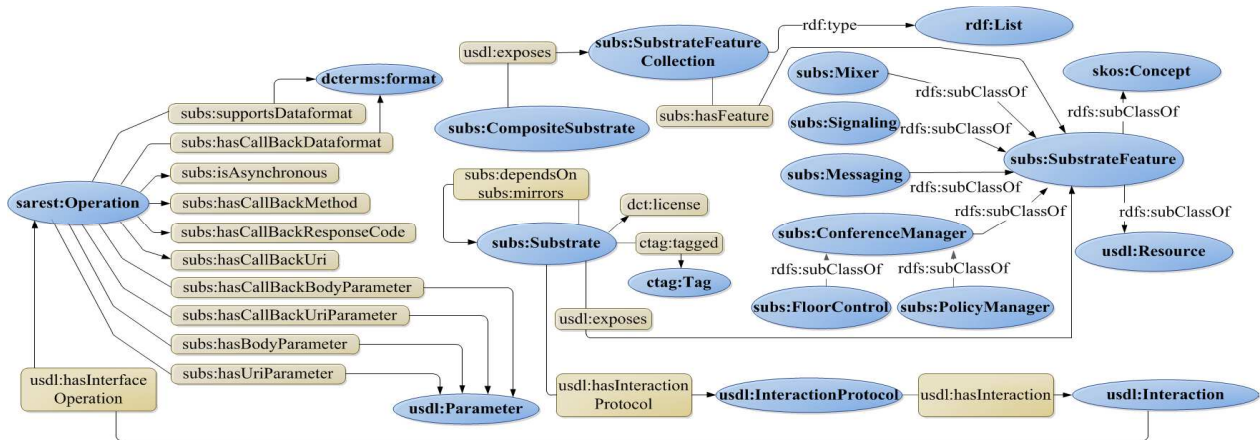 rdf:type
rdf:List
usdl:exposes
subs:SubstrateFeature
Collection
dcterms:format
subs:Mixer
skos:Concept
rdfs:subClassOf
rdfs:subClassOf
subs:supportsDataformat
subs:hasFeature
subs:CompositeSubstrate
subs:Signaling
rdfs:subClassOf
subs:hasCallBackDataformat
subs:SubstrateFeature
subs:isAsynchronous
subs:dependsOn
subs:mirrors
subs:Messaging
rdfs:subClassOf
sarest:Operation
subs:hasCallBackMethod
dct:license
rdfs:subClassOf
rdfs:subClassOf
subs:hasCallBackResponseCode
subs:Substrate
subs:ConferenceManager
ctag:tagged
usdl:Resource
subs:hasCallBackUri
rdfs:subClassOf
rdfs:subClassOf
ctag:Tag
subs:hasCallBackBodyParameter
subs:FloorControl
subs:PolicyManager
subs:hasCallBackUriParameter
usdl:exposes
subs:hasBodyParameter
subs:hasUriParameter
usdl:hasInterface
Operation
usdl:Parameter
usdl:hasInteraction
Protocol
usdl:InteractionProtocol
usdl:hasInteraction
usdl:Interaction